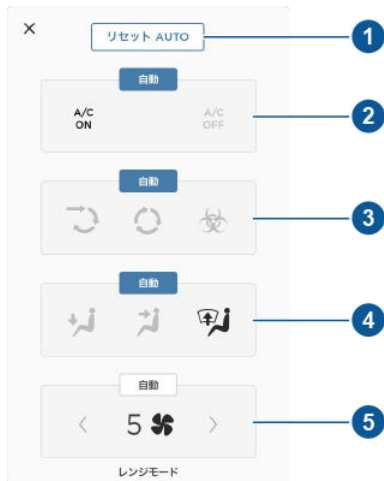 × リセット AUTO
1
自動
A/C ON
A/C OFF
2
自動
3
自動
4
自動
< 5 >
5
レンジモード